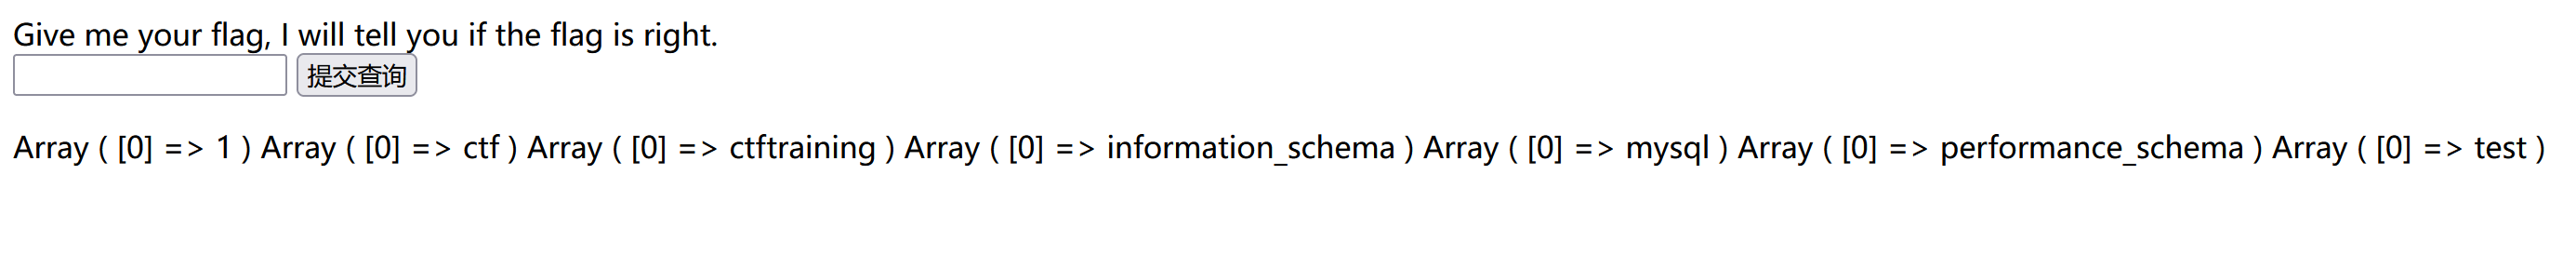 Give me your flag, I will tell you if the flag is right.
提交查询
Array ( [0] => 1 ) Array ( [0] => ctf ) Array ( [0] => ctftraining ) Array ( [0] => information_schema ) Array ( [0] => mysql ) Array ( [0] => performance_schema ) Array ( [0] => test )